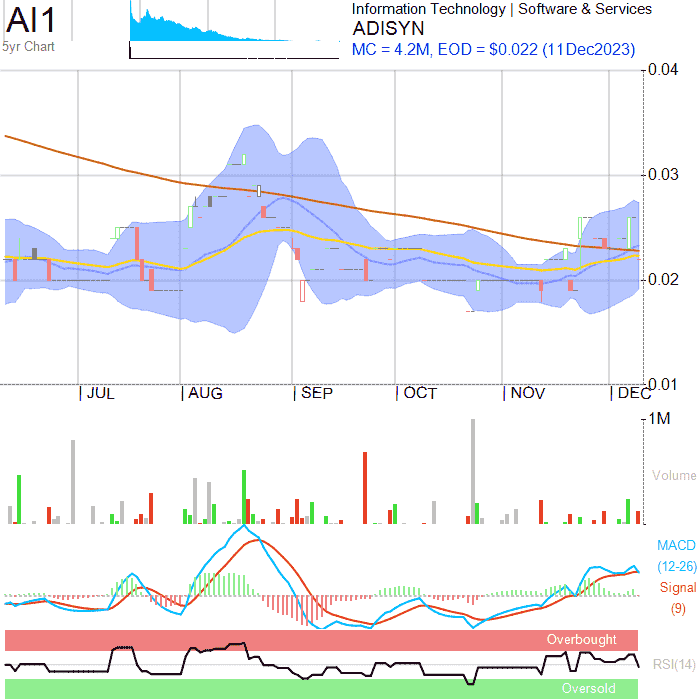 AI1
5yr Chart
Information Technology | Software & Services
ADISYN
MC = 4.2M, EOD = $0.022 (11Dec2023)
0.04
0.03
0.02
0.01
| JUL
| AUG
| SEP
| OCT
| NOV
| DEC
1M
Volume
MACD
(12-26)
Signal
(9)
Overbought
RSI(14)
Oversold